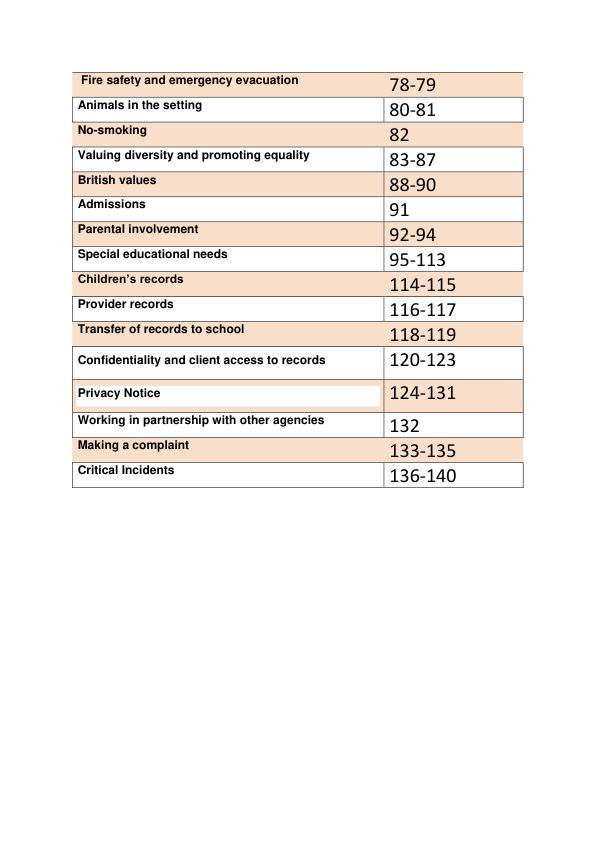 Fire safety and emergency evacuation 78-79
Animals in the setting 80-81
No-smoking 82
Valuing diversity and promoting equality 83-87
British values 88-90
Admissions 91
Parental involvement 92-94
Special educational needs 95-113
Children’s records 114-115
Provider records 116-117
Transfer of records to school 118-119
Confidentiality and client access to records 120-123
Privacy Notice 124-131
Working in partnership with other agencies 132
Making a complaint 133-135
Critical Incidents 136-140